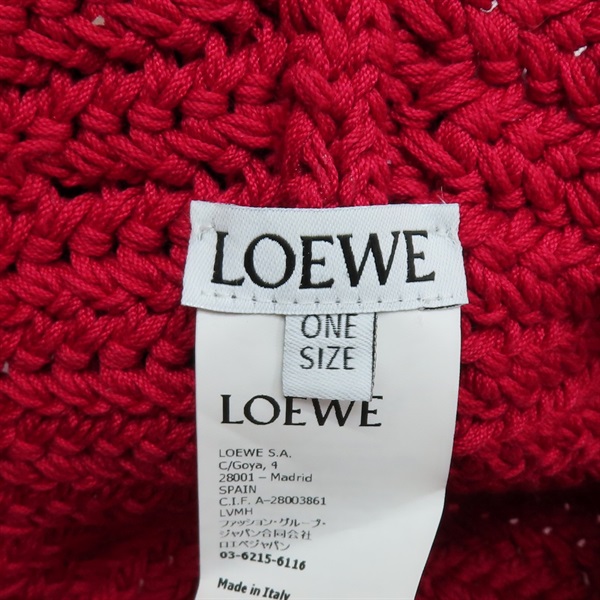 LOEWE
ONE
SIZE
LOEWE
LOEWE S.A.
C/Goya, 4
28001 – Madrid
SPAIN
C.I.F. A-28003861
LVMH
ファッション・グループ・
ジャパン合同会社
ロエベジャパン
03-6215-6116
Made in Italy